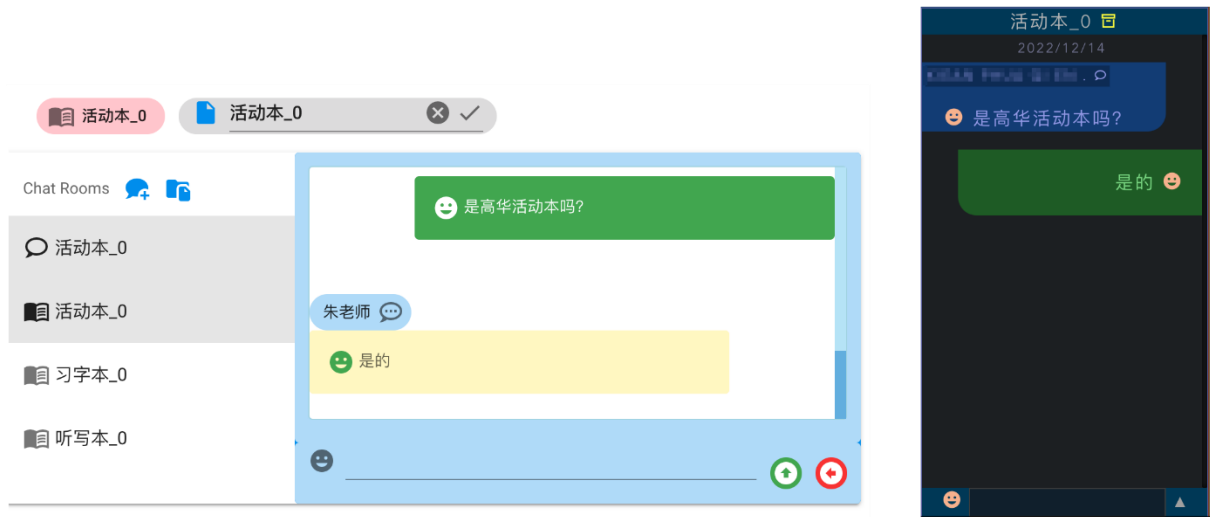 活动本_0
活动本_0
Chat Rooms
活动本_0
活动本_0
习字本_0
听写本_0
是高华活动本吗?
朱老师
是的
活动本_0
2022/12/14
是高华活动本吗?
是的